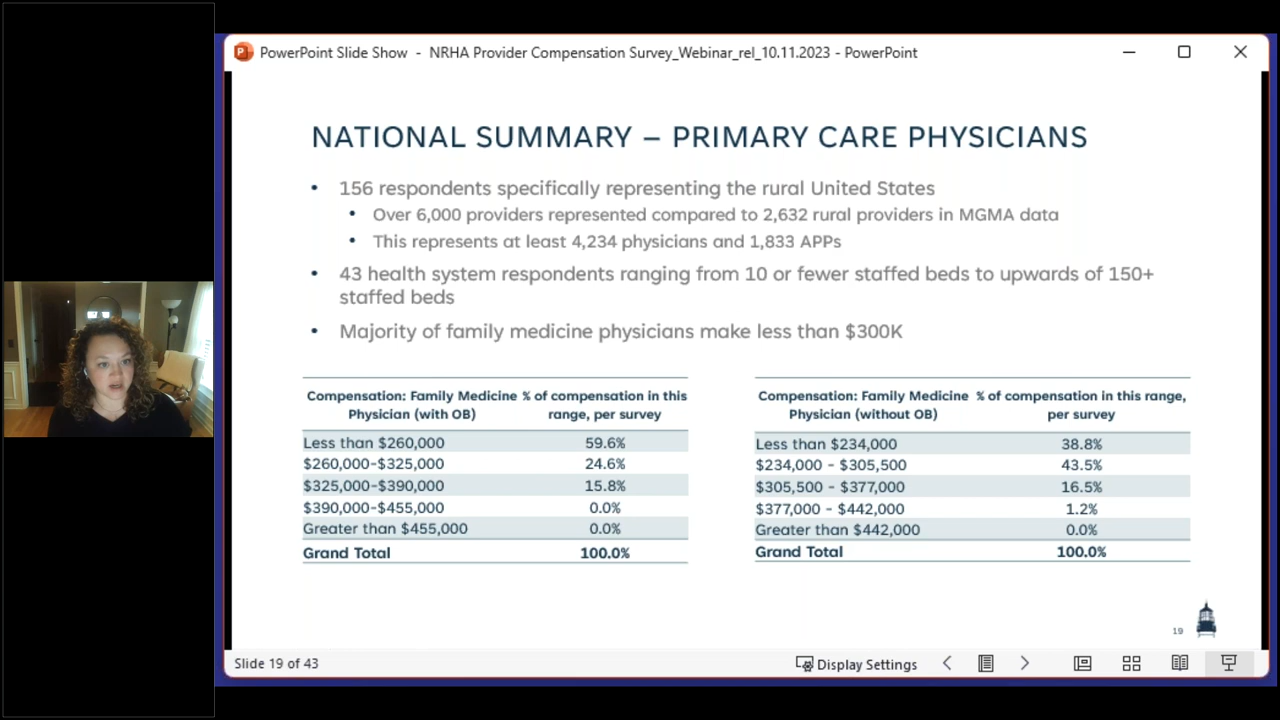 PowerPoint Slide Show - NRHA Provider Compensation Survey_Webinar_rel_10.11.2023 - PowerPoint
NATIONAL SUMMARY – PRIMARY CARE PHYSICIANS
• 156 respondents specifically representing the rural United States
• Over 6,000 providers represented compared to 2,632 rural providers in MGMA data
• This represents at least 4,234 physicians and 1,833 APPs
• 43 health system respondents ranging from 10 or fewer staffed beds to upwards of 150+
staffed beds
• Majority of family medicine physicians make less than $300K
Compensation: Family Medicine % of compensation in this
Physician (with OB) range, per survey
Less than $260,000 59.6%
$260,000-$325,000 24.6%
$325,000-$390,000 15.8%
$390,000-$455,000 0.0%
Greater than $455,000 0.0%
Grand Total 100.0%
Compensation: Family Medicine % of compensation in this range,
Physician (without OB) per survey
Less than $234,000 38.8%
$234,000 - $305,500 43.5%
$305,500 - $377,000 16.5%
$377,000 - $442,000 1.2%
Greater than $442,000 0.0%
Grand Total 100.0%
19
Slide 19 of 43
Display Settings